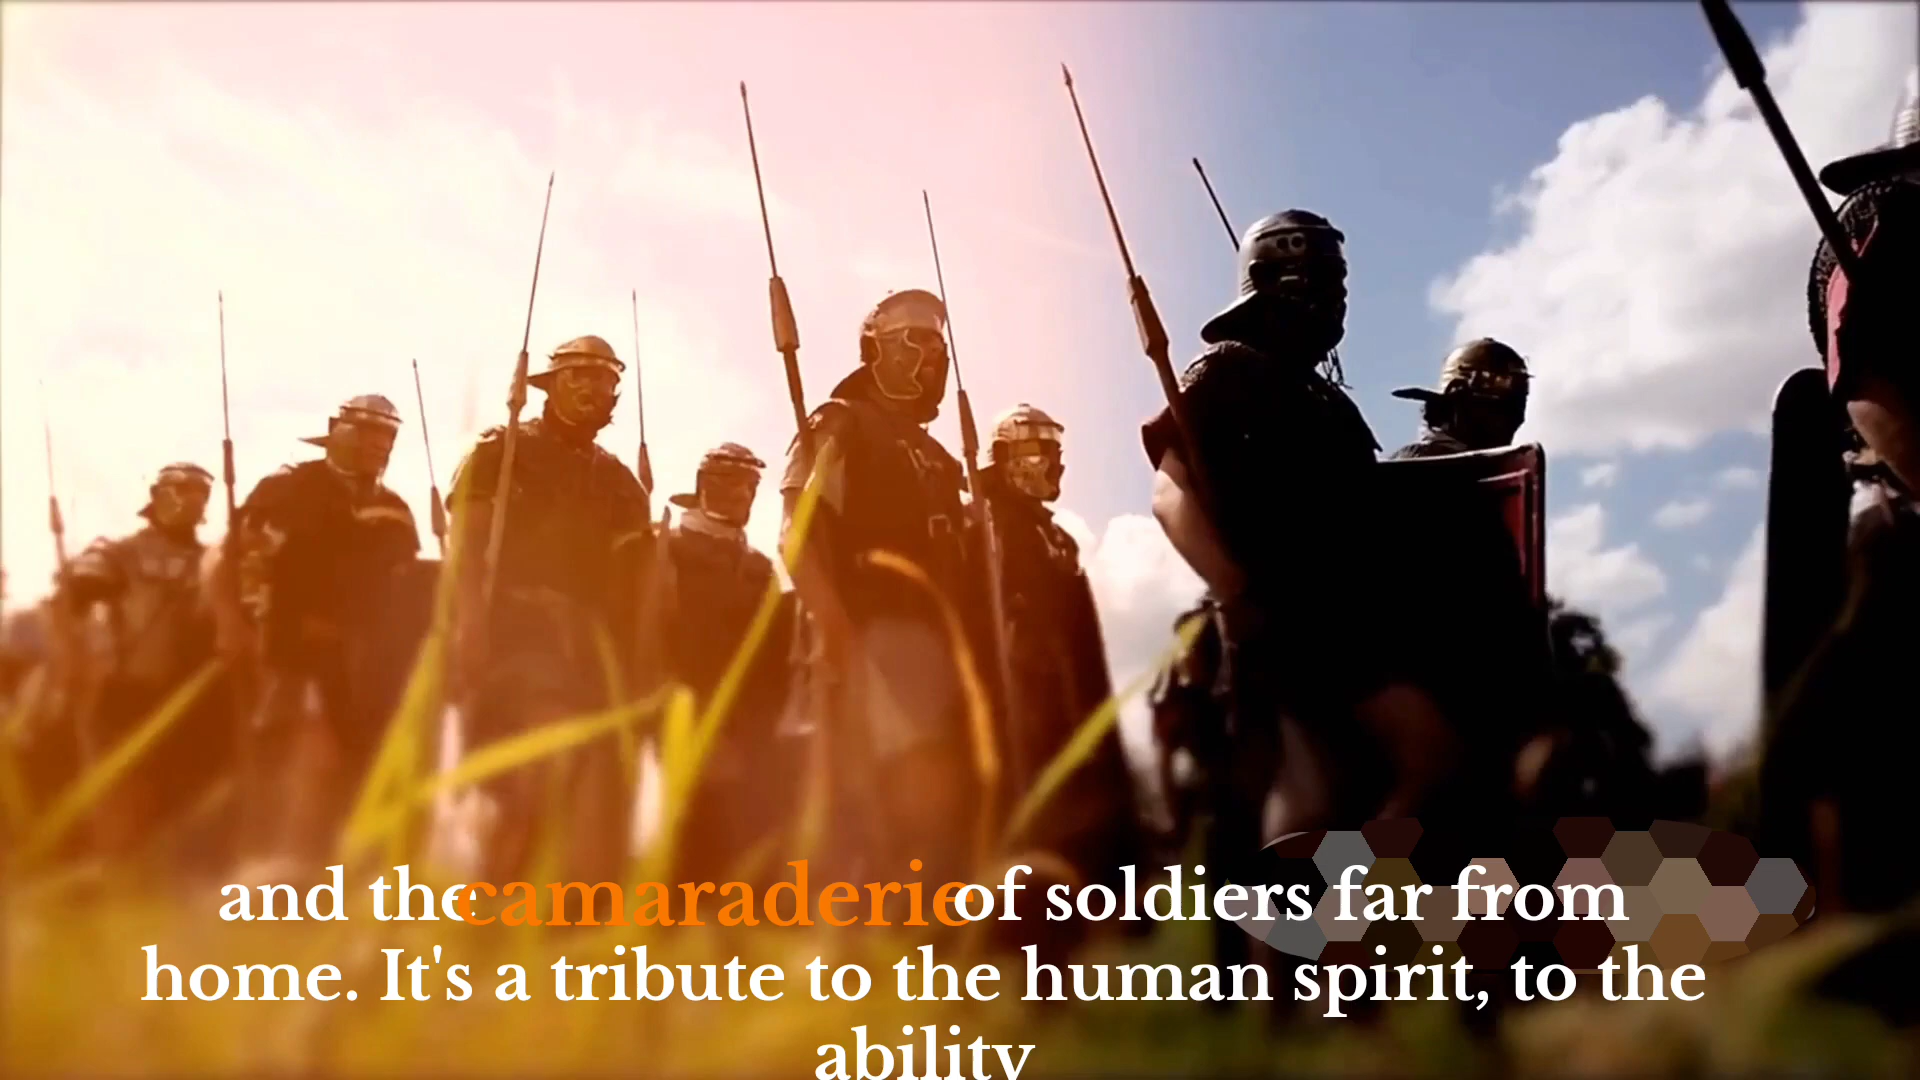 and the camaraderie of soldiers far from
home. It's a tribute to the human spirit, to the
ability